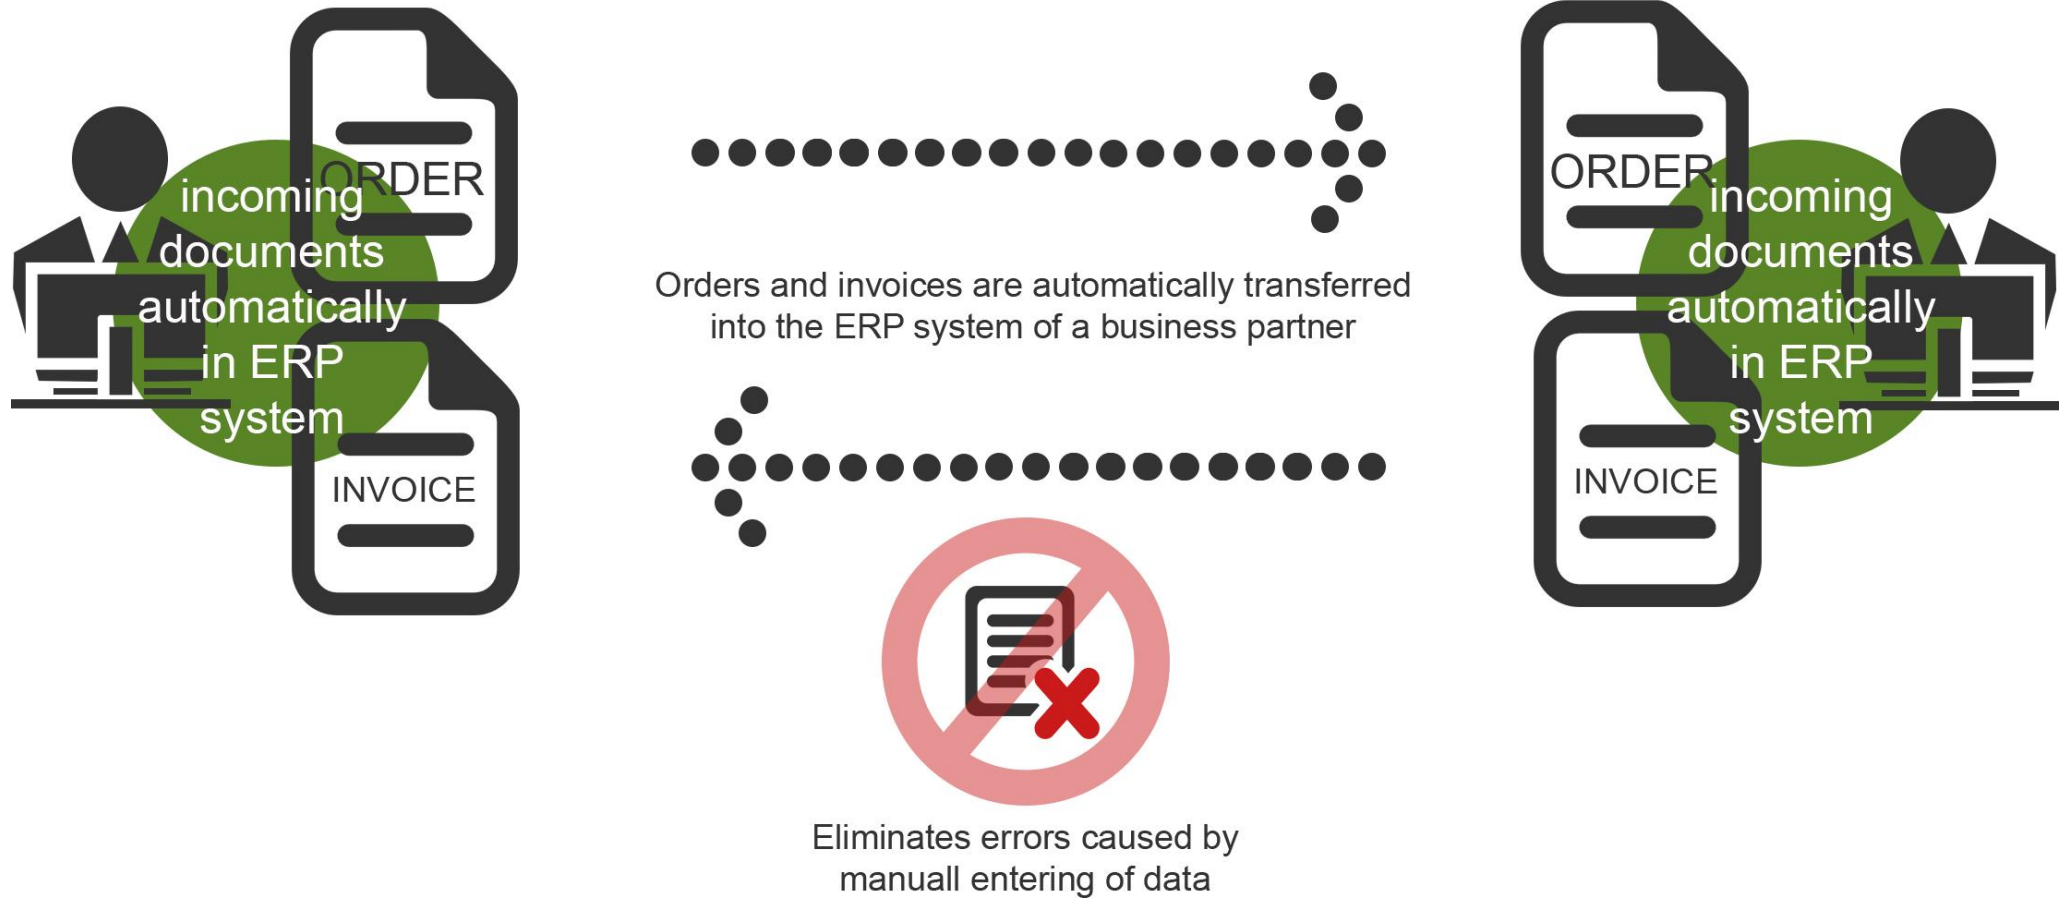 ORDER
incoming
documents
automatically
in ERP
system
INVOICE
Orders and invoices are automatically transferred
into the ERP system of a business partner
ORDER
incoming
documents
automatically
in ERP
system
INVOICE
Eliminates errors caused by
manuall entering of data